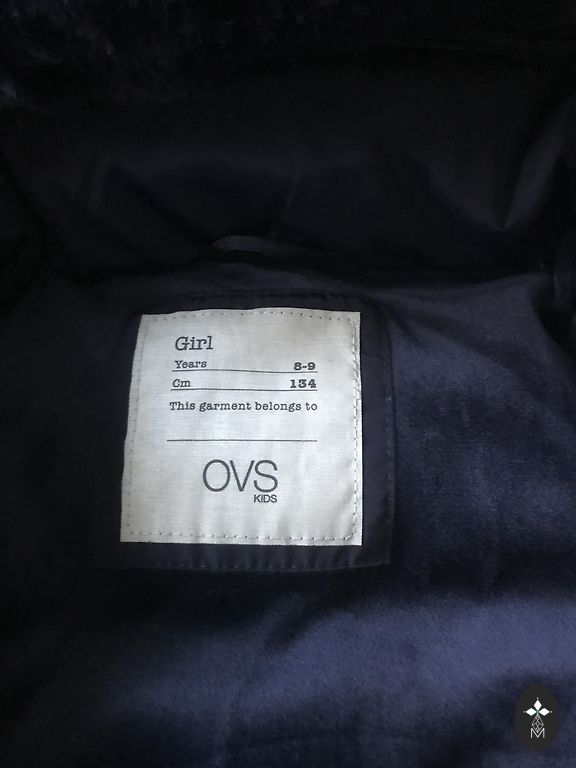 Girl
Years 8-9
Cm 134
This garment belongs to
OVS
KIDS
M